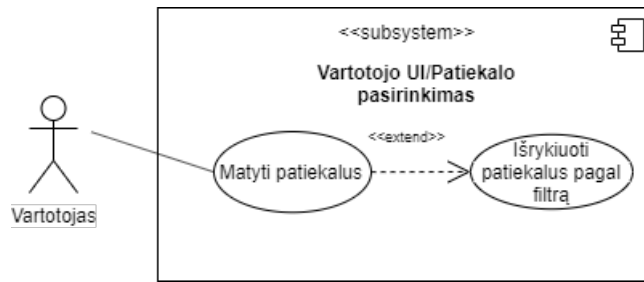 <<subsystem>>
Vartotojo UI/Patiekalo
pasirinkimas
<<extend>>
Matyti patiekalus
Išrykiuoti
patiekalus pagal
filtrą
Vartotojas